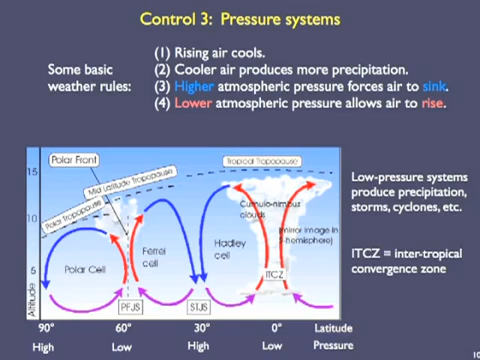 Control 3: Pressure systems
Some basic
weather rules:
(1) Rising air cools.
(2) Cooler air produces more precipitation.
(3) Higher atmospheric pressure forces air to sink.
(4) Lower atmospheric pressure allows air to rise.
Polar Front
Mid Latitude Tropopause
Tropical Tropopause
Polar Tropopause
15
10
5
Altitude
Polar Cell
Ferrel
cell
Hadley
cell
Cumulo-nimbus
clouds
(mirror image in
hemisphere)
ITCZ
PFJS
STJS
Low-pressure systems
produce precipitation,
storms, cyclones, etc.
ITCZ = inter-tropical
convergence zone
90° 60° 30° 0° Latitude
High Low High Low Pressure
10